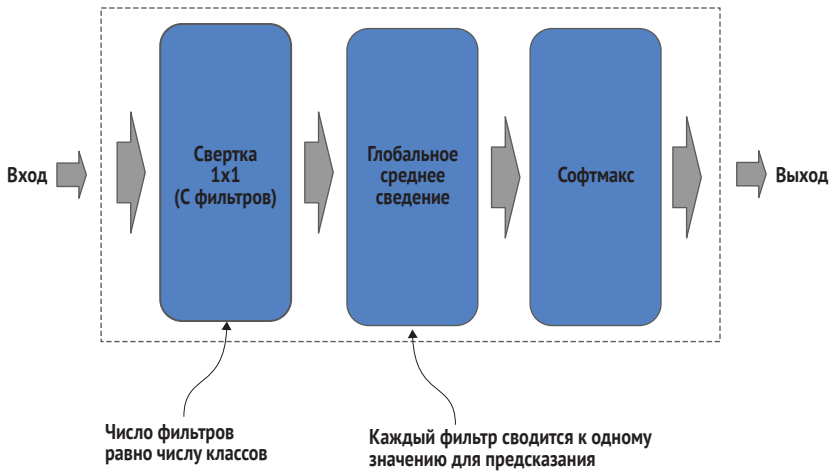 Вход
Свертка
1x1
(C фильтров)
Глобальное
среднее
сведение
Софтмакс
Выход
Число фильтров
равно числу классов
Каждый фильтр сводится к одному
значению для предсказания